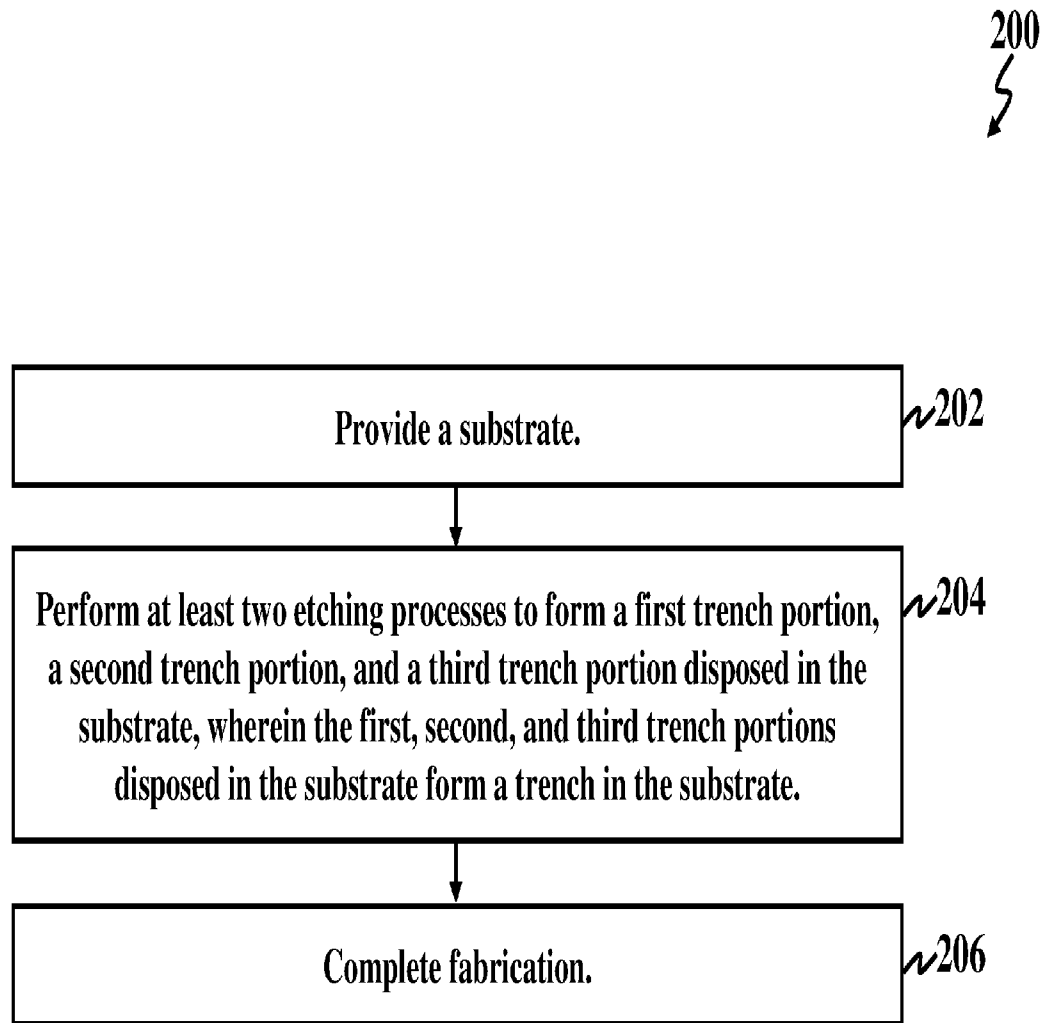 200
Provide a substrate.
202
Perform at least two etching processes to form a first trench portion,
a second trench portion, and a third trench portion disposed in the
substrate, wherein the first, second, and third trench portions
disposed in the substrate form a trench in the substrate.
204
Complete fabrication.
206